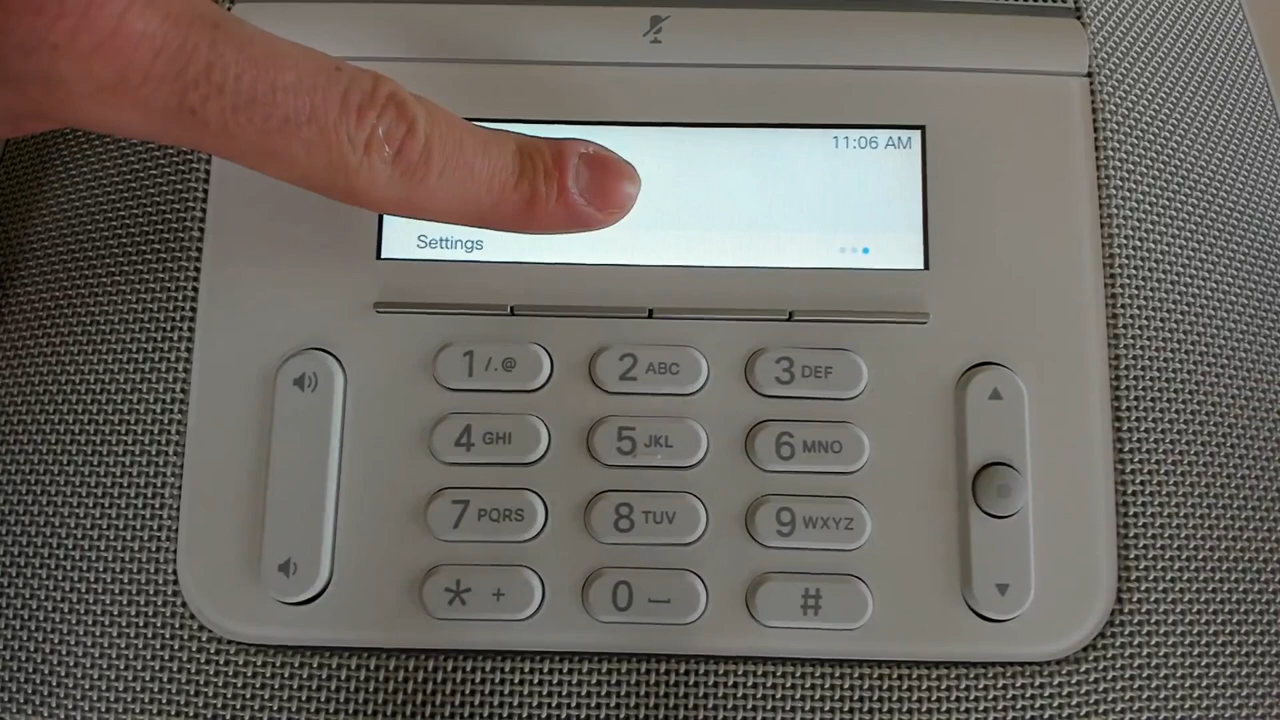 11:06 AM
Settings
1 /.@
2 ABC
3 DEF
4 GHI
5 JKL
6 MNO
7 PQRS
8 TUV
9 WXYZ
* +
0
#